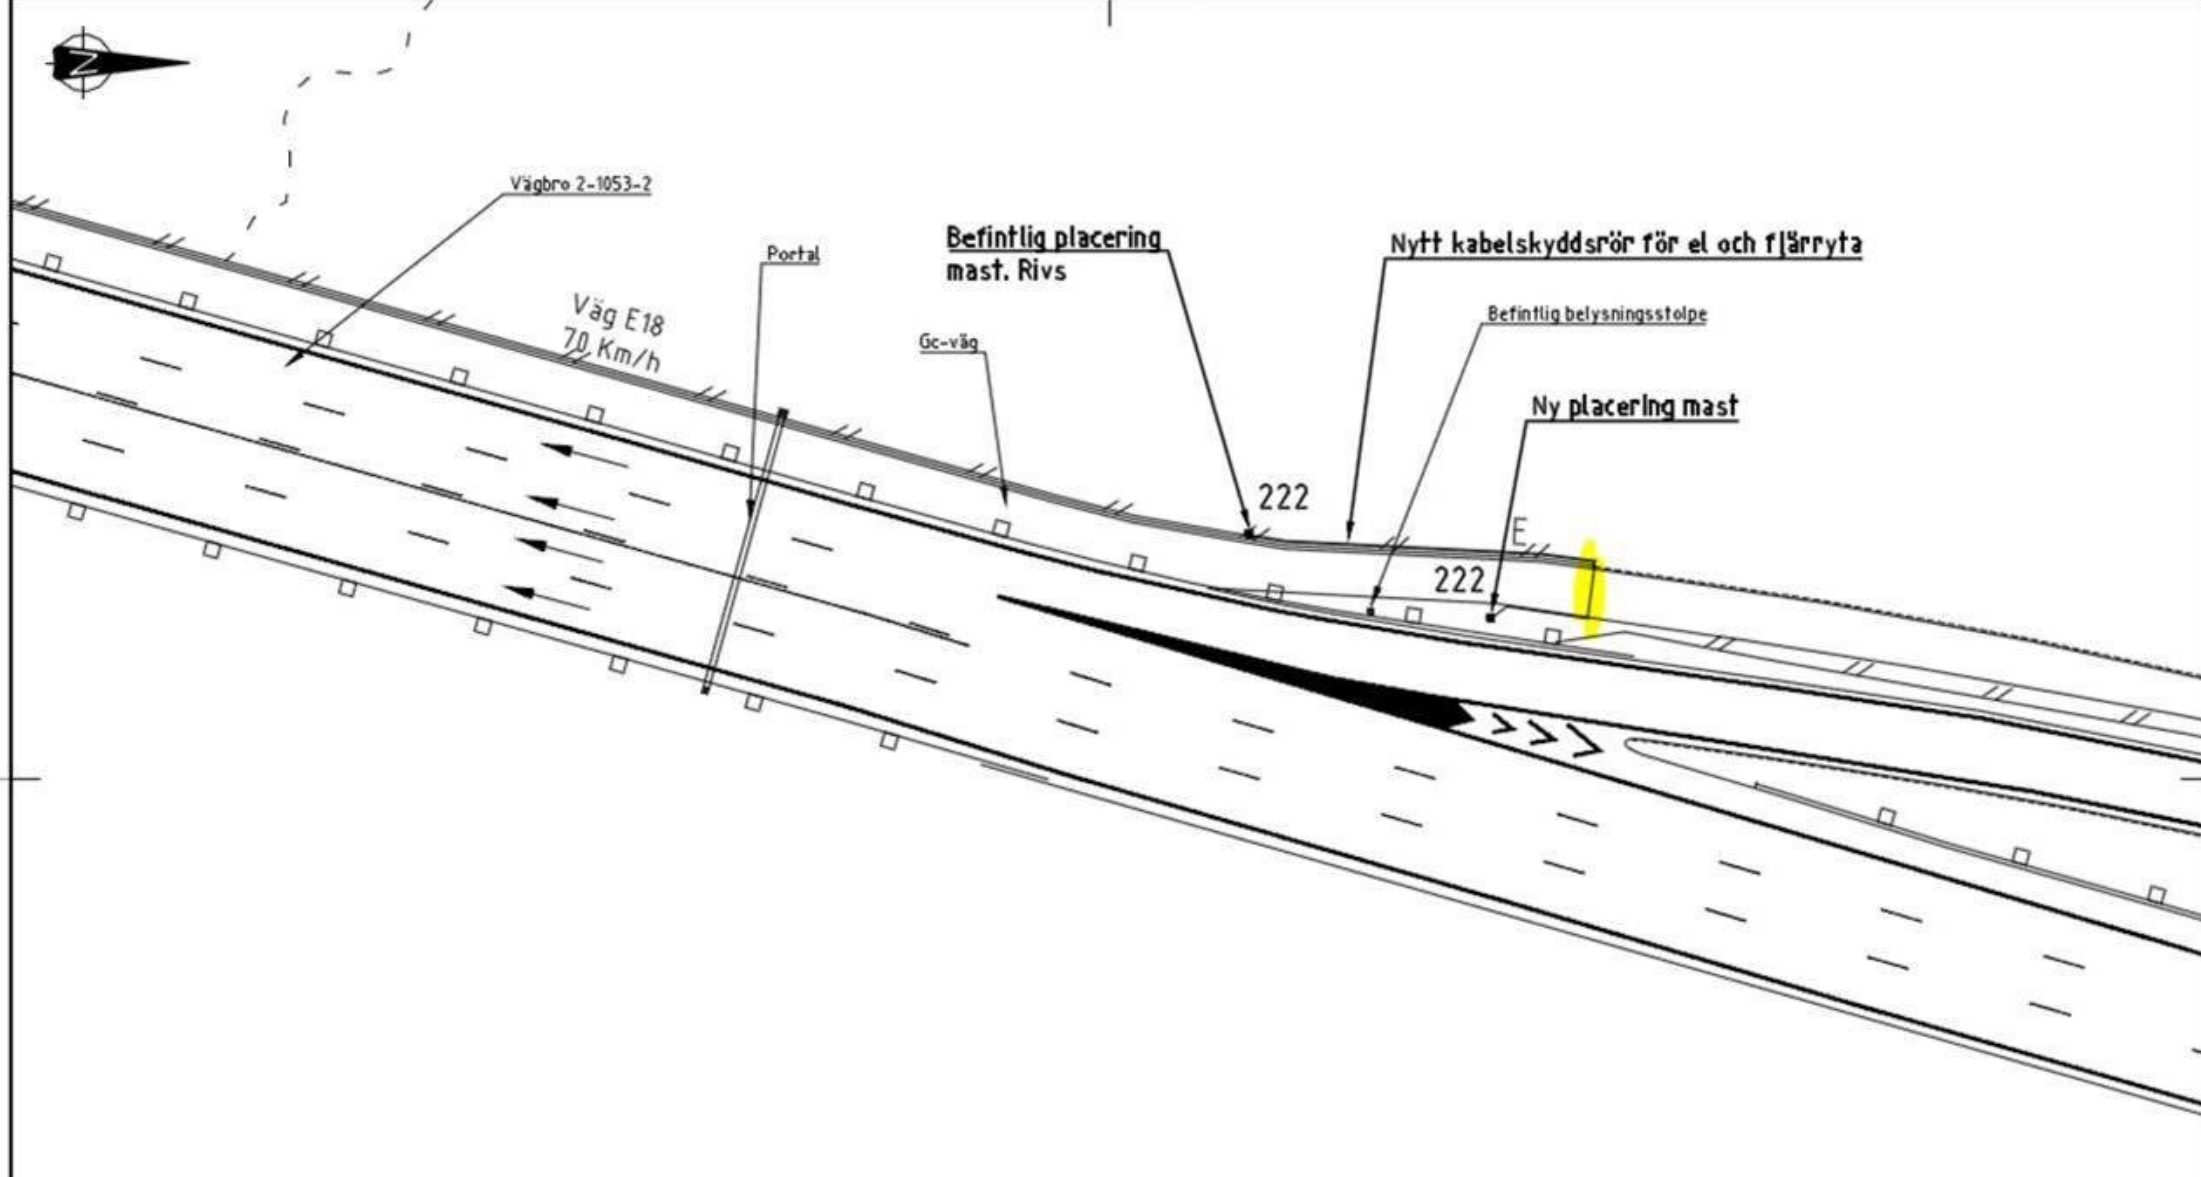 N
Vägbro 2-1053-2
Portal
Väg E18
70 Km/h
Gc-väg
Befintlig placering
mast. Rivs
Nytt kabelskyddsrör för el och fjärryta
Befintlig belysningsstolpe
Ny placering mast
222
E
222